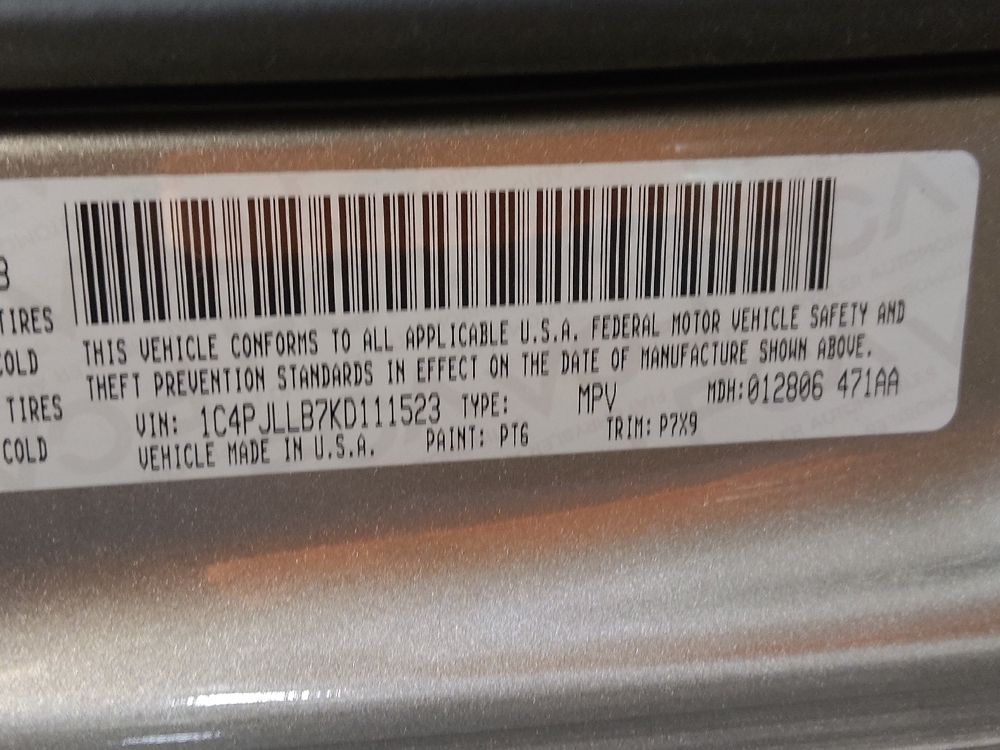 B
TIRES
COLD
TIRES
COLD
THIS VEHICLE CONFORMS TO ALL APPLICABLE U.S.A. FEDERAL MOTOR VEHICLE SAFETY AND
THEFT PREVENTION STANDARDS IN EFFECT ON THE DATE OF MANUFACTURE SHOWN ABOVE.
VIN: 1C4PJLLB7KD111523 TYPE: MPV MDH:012806 471AA
VEHICLE MADE IN U.S.A. PAINT: PT6 TRIM: P7X9